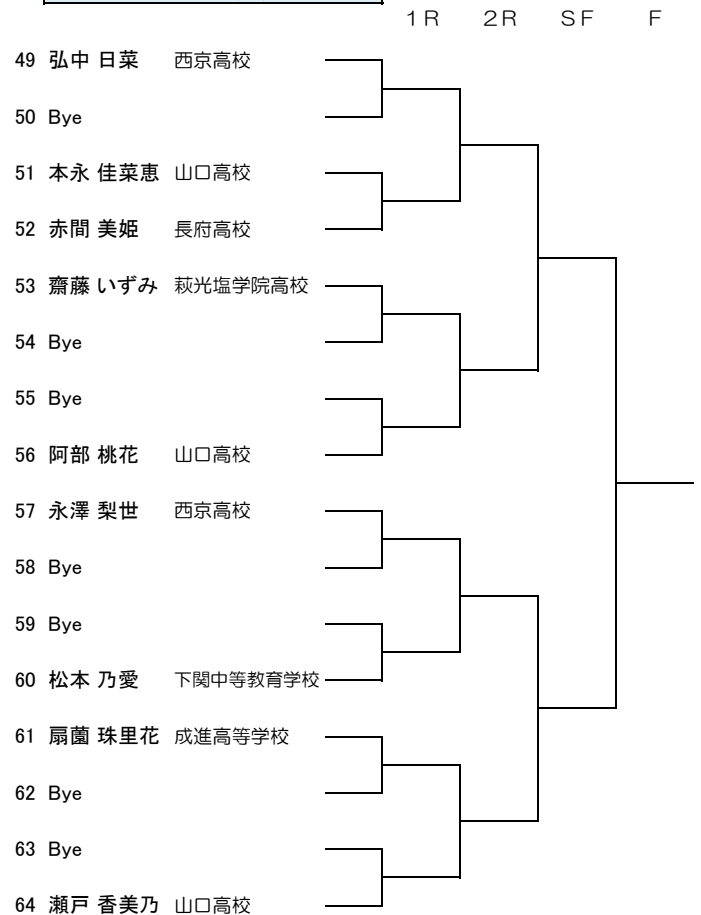 １Ｒ ２Ｒ ＳＦ Ｆ
49 弘中 日菜 西京高校
50 Bye
51 本永 佳菜恵 山口高校
52 赤間 美姫 長府高校
53 齋藤 いずみ 萩光塩学院高校
54 Bye
55 Bye
56 阿部 桃花 山口高校
57 永澤 梨世 西京高校
58 Bye
59 Bye
60 松本 乃愛 下関中等教育学校
61 扇薗 珠里花 成進高等学校
62 Bye
63 Bye
64 瀬戸 香美乃 山口高校